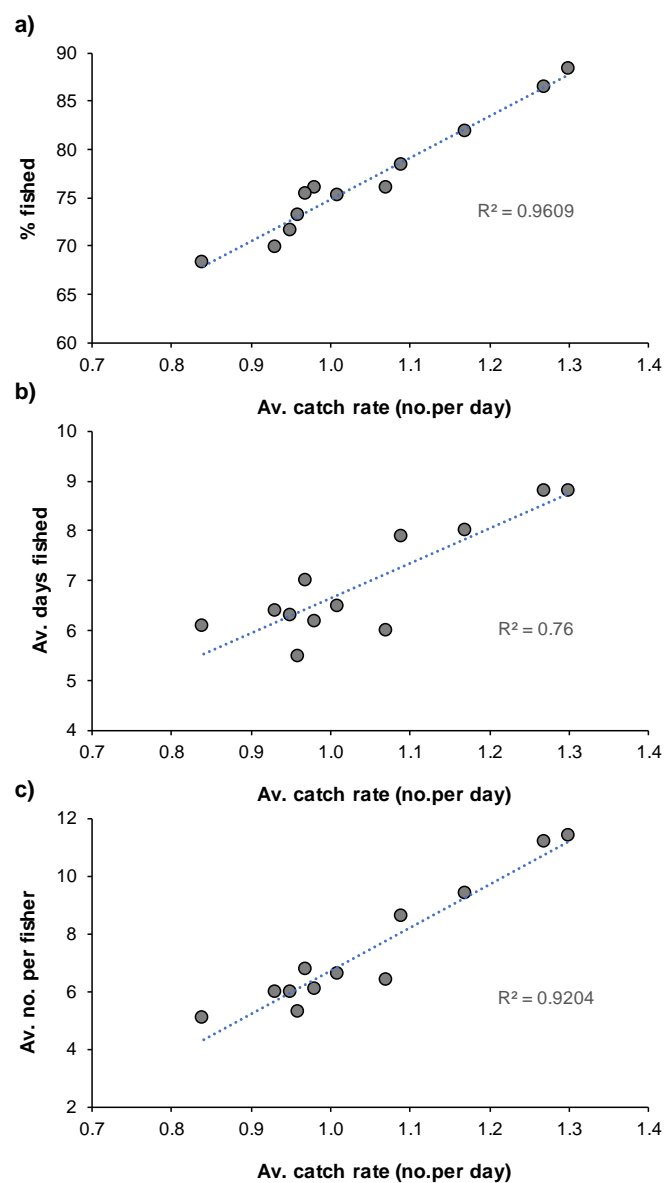 a)
% fished
90
85
80
75
70
65
60
R² = 0.9609
0.7 0.8 0.9 1.0 1.1 1.2 1.3 1.4
Av. catch rate (no.per day)
b)
Av. days fished
10
9
8
7
6
5
4
R² = 0.76
0.7 0.8 0.9 1.0 1.1 1.2 1.3 1.4
Av. catch rate (no.per day)
c)
Av. no. per fisher
12
10
8
6
4
2
R² = 0.9204
0.7 0.8 0.9 1.0 1.1 1.2 1.3 1.4
Av. catch rate (no.per day)